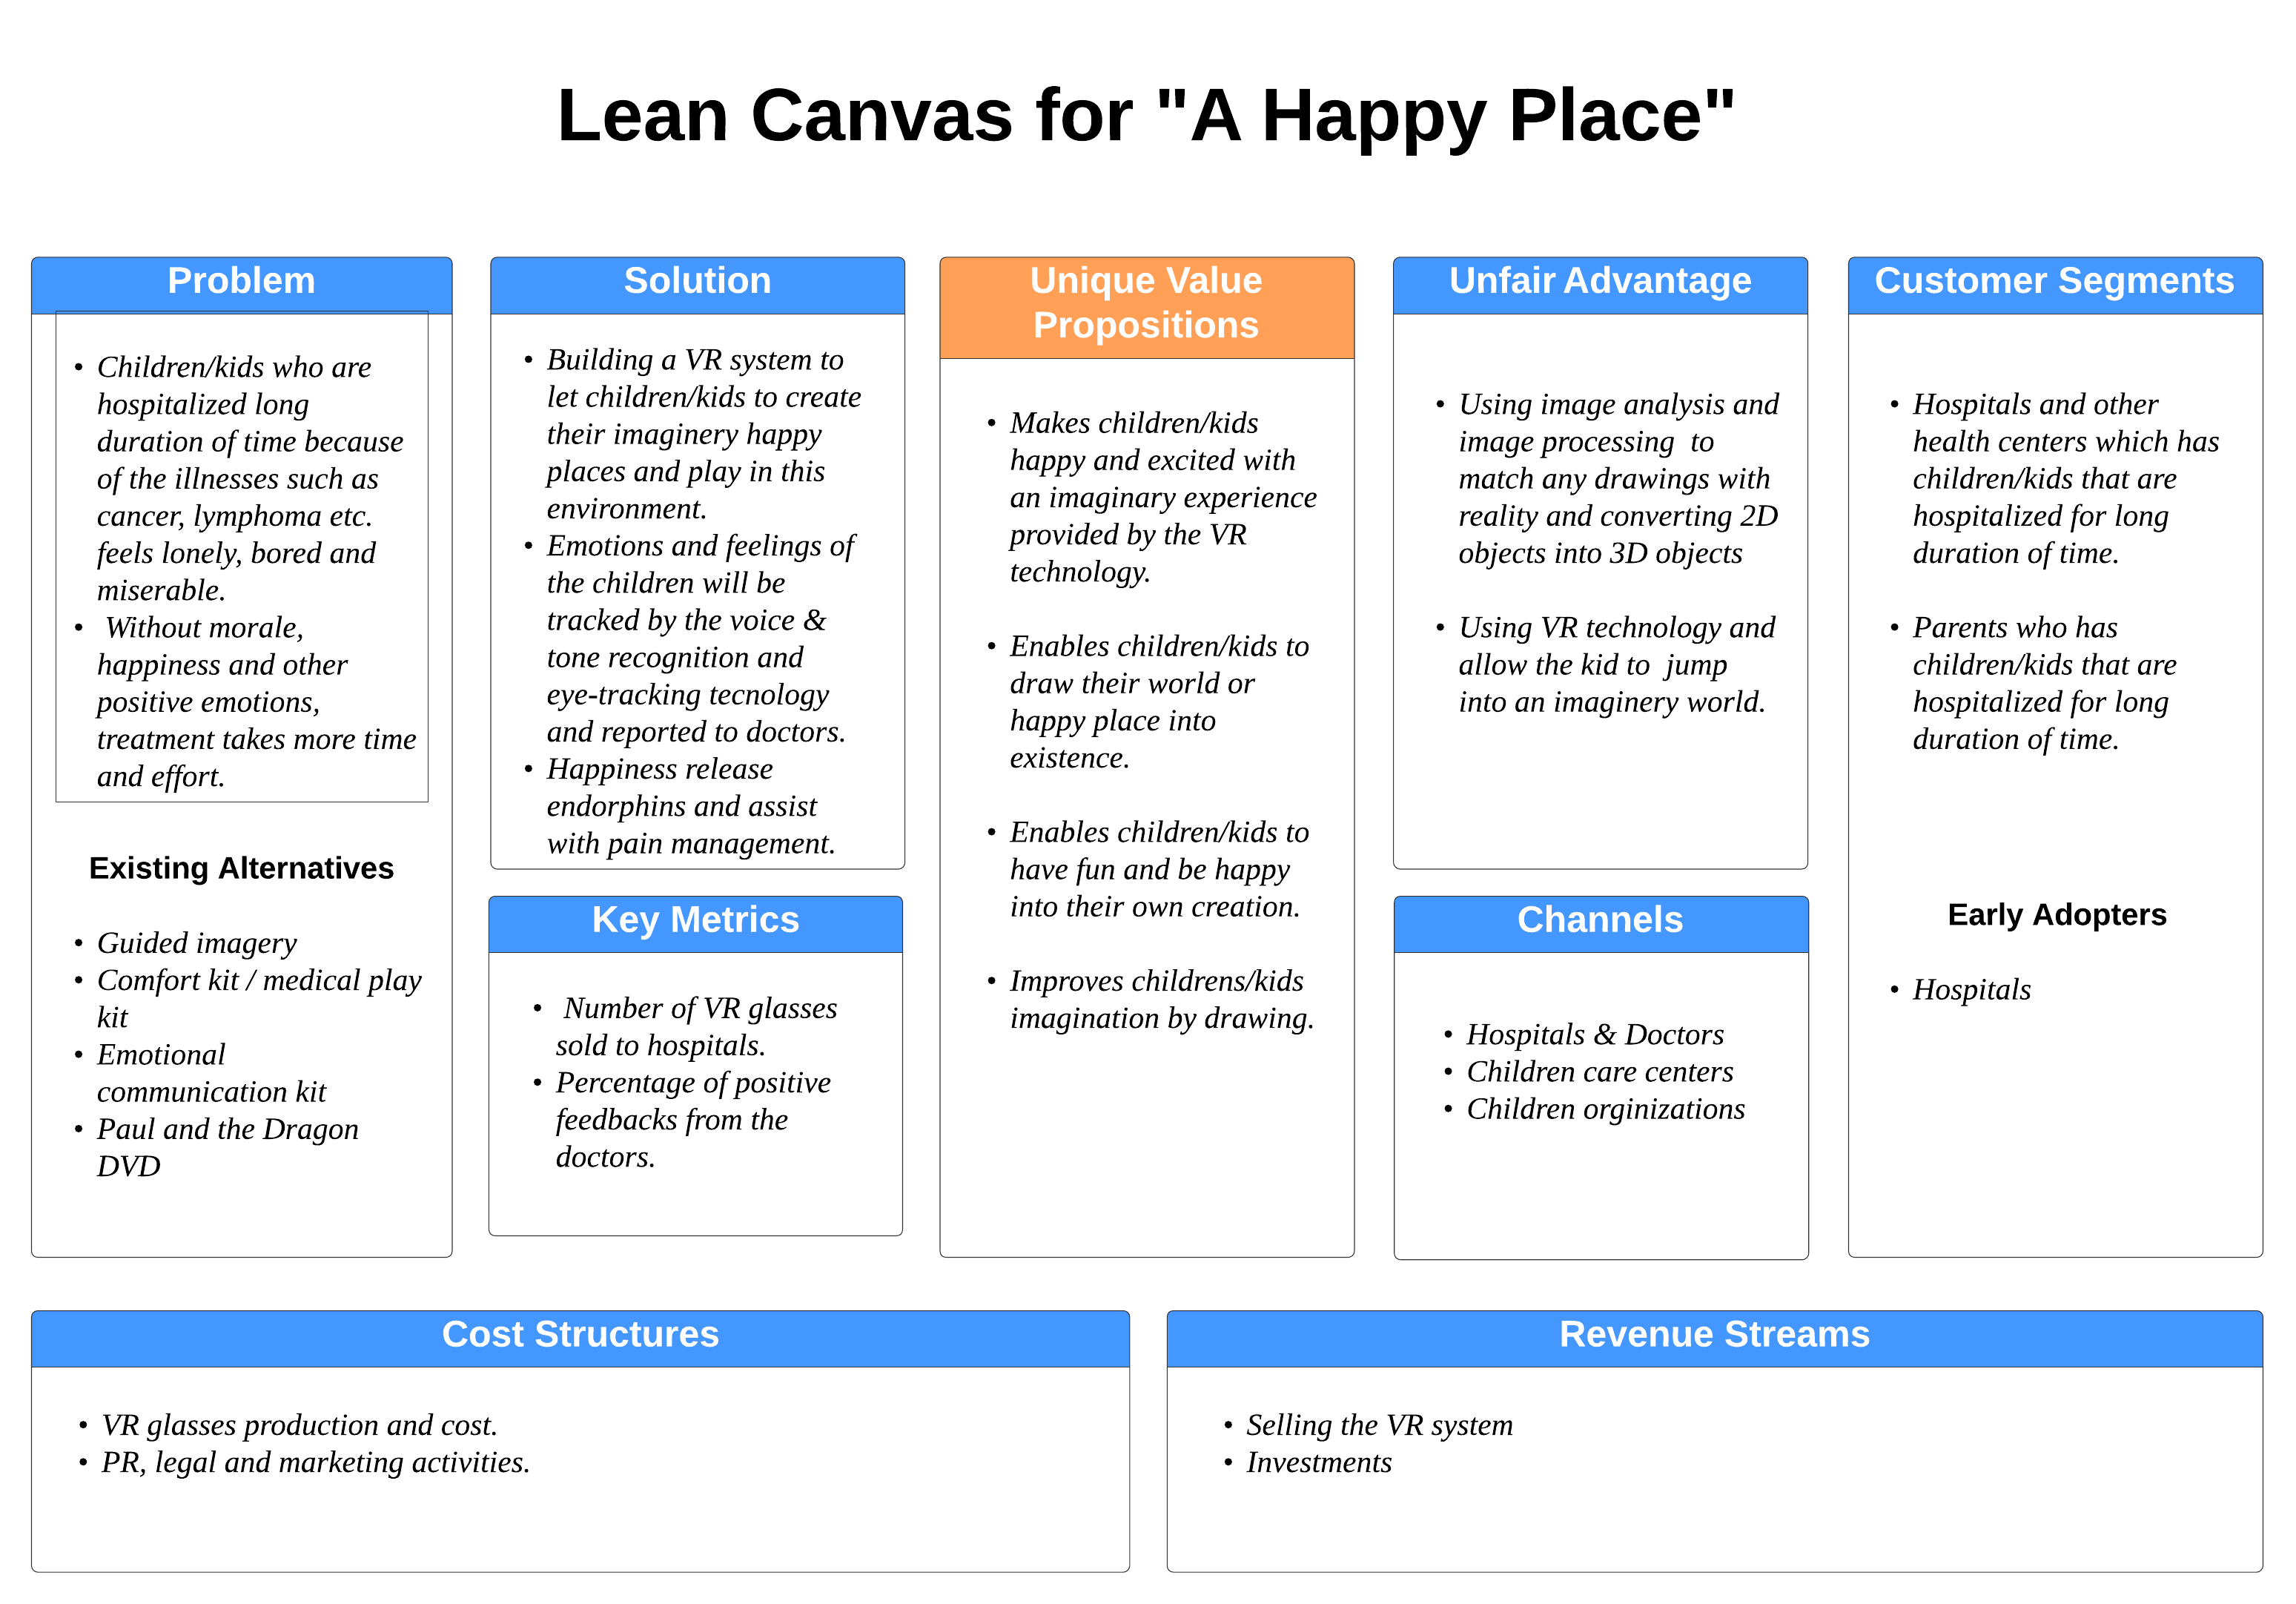 Lean Canvas for "A Happy Place"
Problem
• Children/kids who are
hospitalized long
duration of time because
of the illnesses such as
cancer, lymphoma etc.
feels lonely, bored and
miserable.
• Without morale,
happiness and other
positive emotions,
treatment takes more time
and effort.
Existing Alternatives
• Guided imagery
• Comfort kit / medical play
kit
• Emotional
communication kit
• Paul and the Dragon
DVD
Solution
• Building a VR system to
let children/kids to create
their imaginery happy
places and play in this
environment.
• Emotions and feelings of
the children will be
tracked by the voice &
tone recognition and
eye-tracking tecnology
and reported to doctors.
• Happiness release
endorphins and assist
with pain management.
Key Metrics
• Number of VR glasses
sold to hospitals.
• Percentage of positive
feedbacks from the
doctors.
Unique Value
Propositions
• Makes children/kids
happy and excited with
an imaginary experience
provided by the VR
technology.
• Enables children/kids to
draw their world or
happy place into
existence.
• Enables children/kids to
have fun and be happy
into their own creation.
• Improves childrens/kids
imagination by drawing.
Unfair Advantage
• Using image analysis and
image processing  to
match any drawings with
reality and converting 2D
objects into 3D objects
• Using VR technology and
allow the kid to  jump
into an imaginery world.
Channels
• Hospitals & Doctors
• Children care centers
• Children orginizations
Customer Segments
• Hospitals and other
health centers which has
children/kids that are
hospitalized for long
duration of time.
• Parents who has
children/kids that are
hospitalized for long
duration of time.
Early Adopters
• Hospitals
Cost Structures
• VR glasses production and cost.
• PR, legal and marketing activities.
Revenue Streams
• Selling the VR system
• Investments